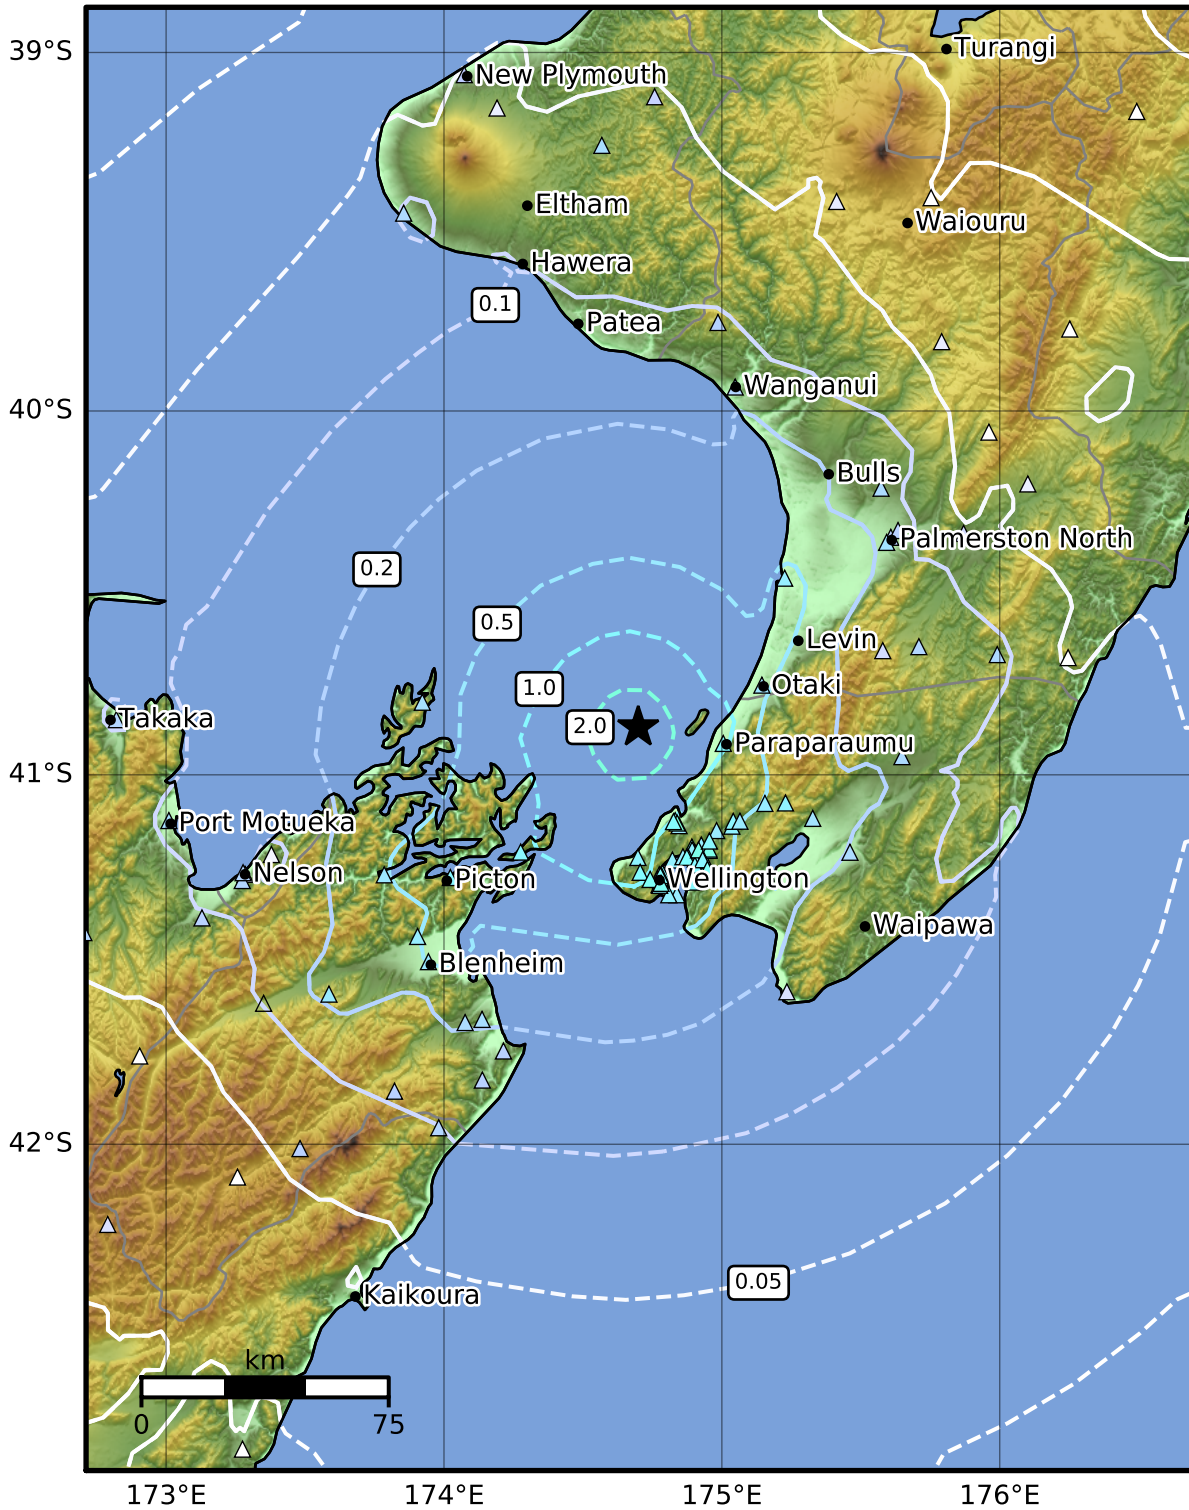 39°S
Turangi
New Plymouth
Eltham
Waiouru
Hawera
0.1
Patea
Wanganui
40°S
Bulls
Palmerston North
0.2
0.5
Levin
1.0
Otaki
Takaka
2.0
Paraparaumu
41°S
Port Motueka
Nelson
Picton
Wellington
Waipawa
Blenheim
42°S
0.05
Kaikoura
km
0 75
173°E 174°E 175°E 176°E